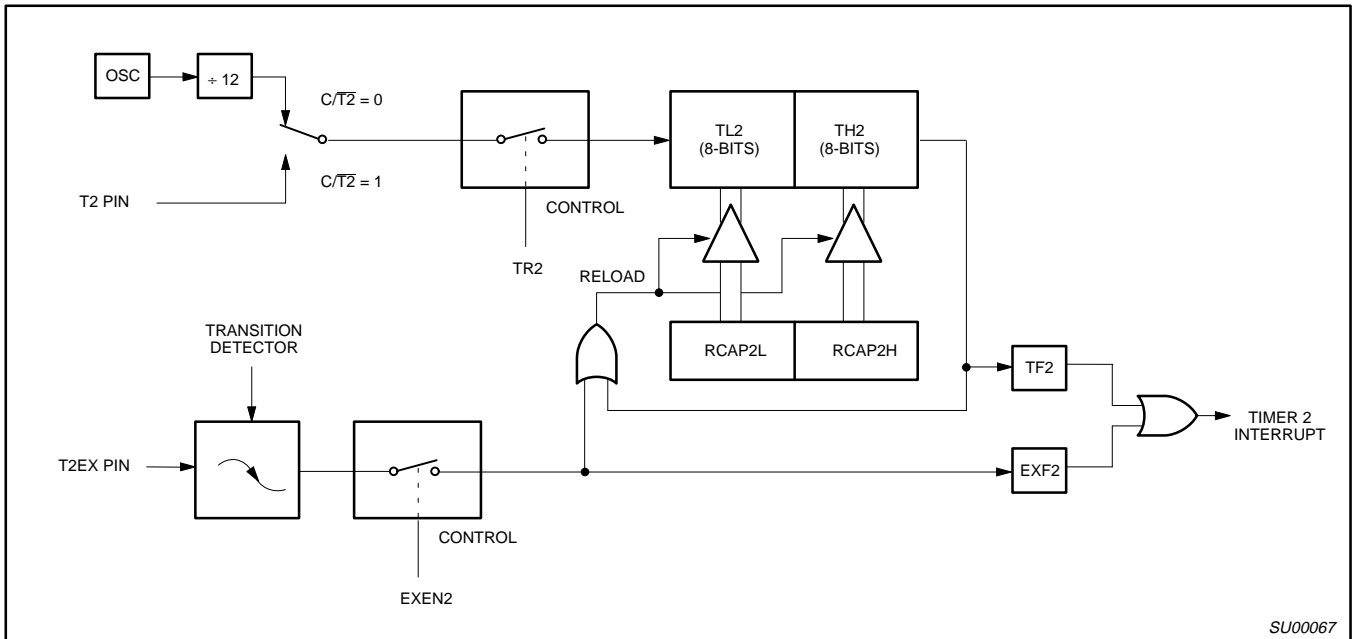 OSC
÷ 12
C/T2 = 0
TL2
(8-BITS)
TH2
(8-BITS)
C/T2 = 1
T2 PIN
CONTROL
TR2
RELOAD
TRANSITION
DETECTOR
RCAP2L
RCAP2H
TF2
TIMER 2
INTERRUPT
T2EX PIN
EXF2
CONTROL
EXEN2
SU00067